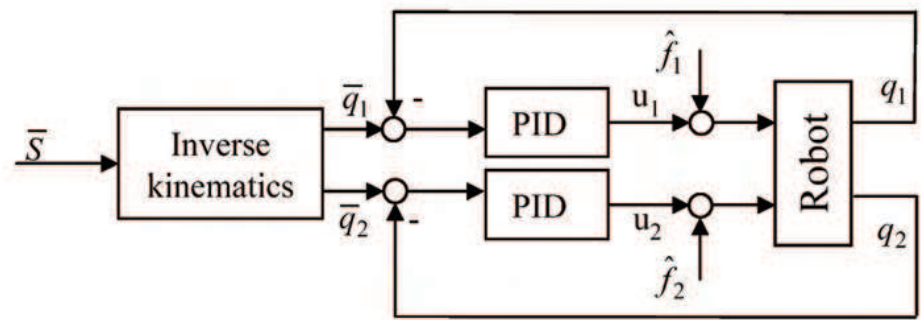 S̅
Inverse
kinematics
q̅₁
-
PID
u₁
f̂₁
Robot
q₁
q̅₂
-
PID
u₂
f̂₂
q₂